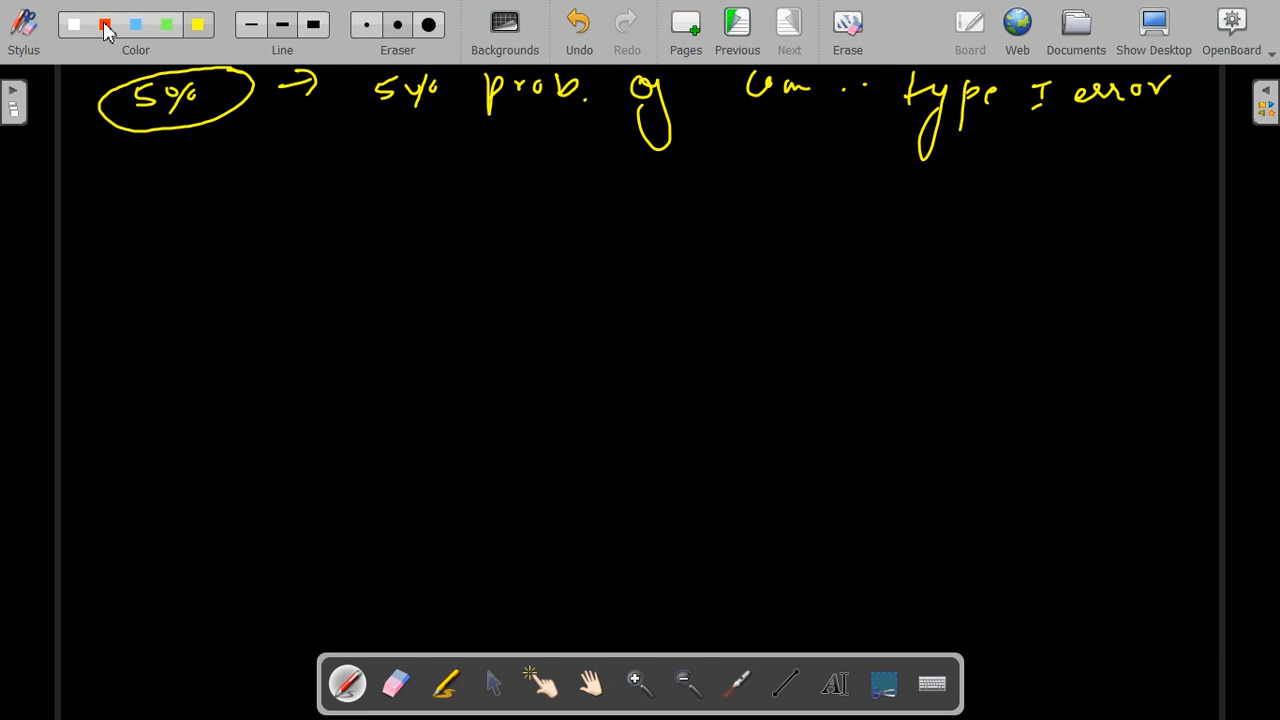 Stylus Color Line Eraser Backgrounds Undo Redo Pages Previous Next Erase Board Web Documents Show Desktop OpenBoard
5% → 5% prob. of com .. type I error
AI